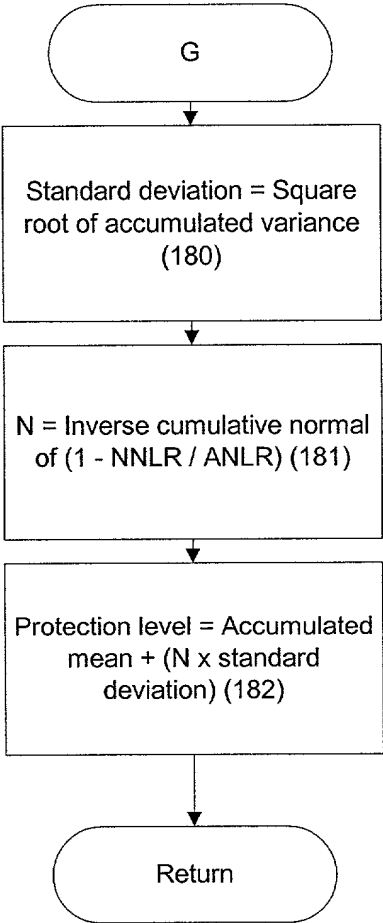 G
Standard deviation = Square
root of accumulated variance
(180)
N = Inverse cumulative normal
of (1 - NNLR / ANLR) (181)
Protection level = Accumulated
mean + (N x standard
deviation) (182)
Return